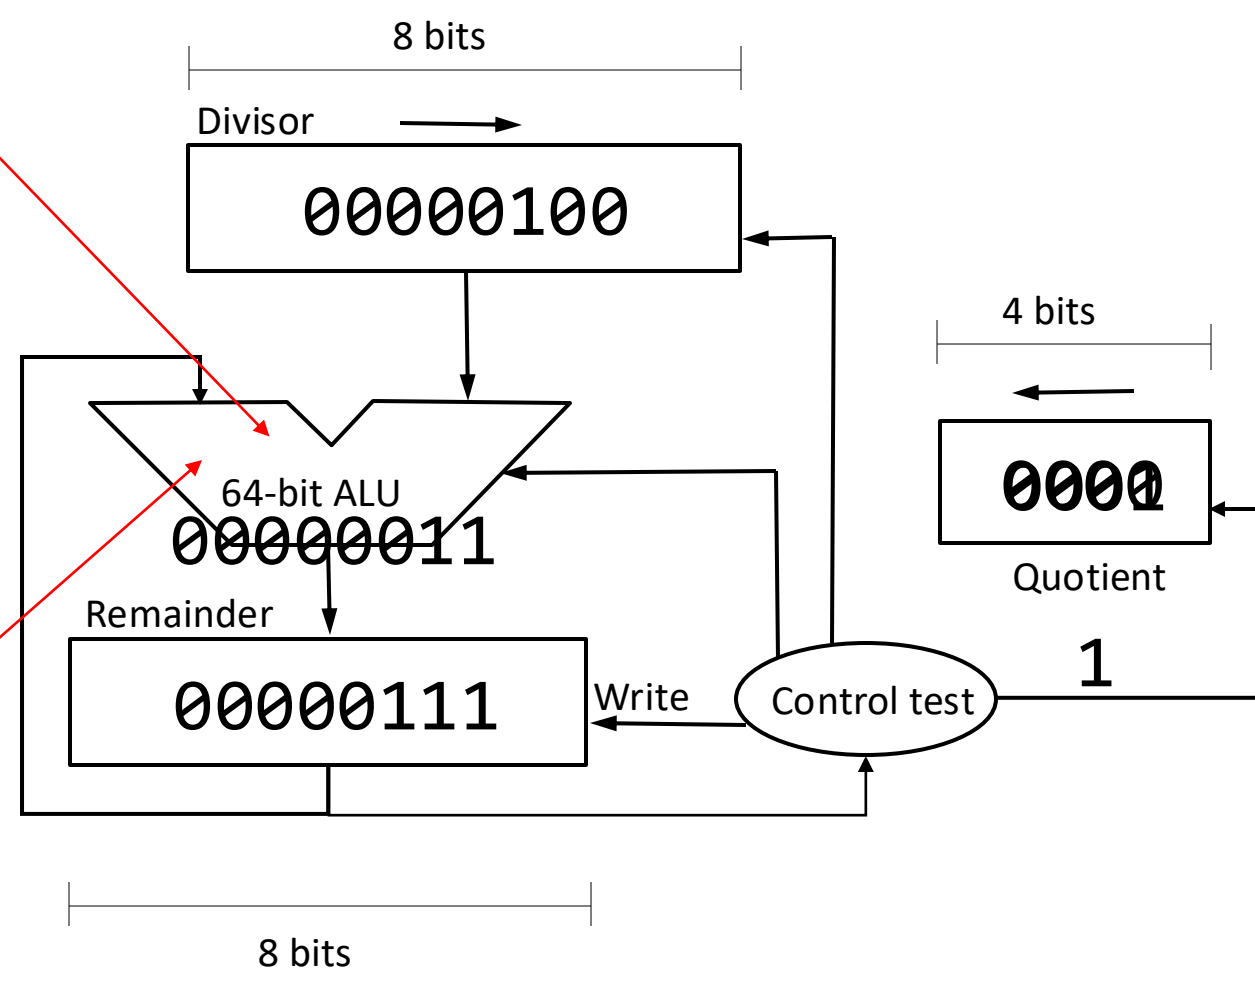 8 bits
Divisor
00000100
4 bits
64-bit ALU
00000011
Quotient
Remainder
1
00000111
Write
Control test
8 bits